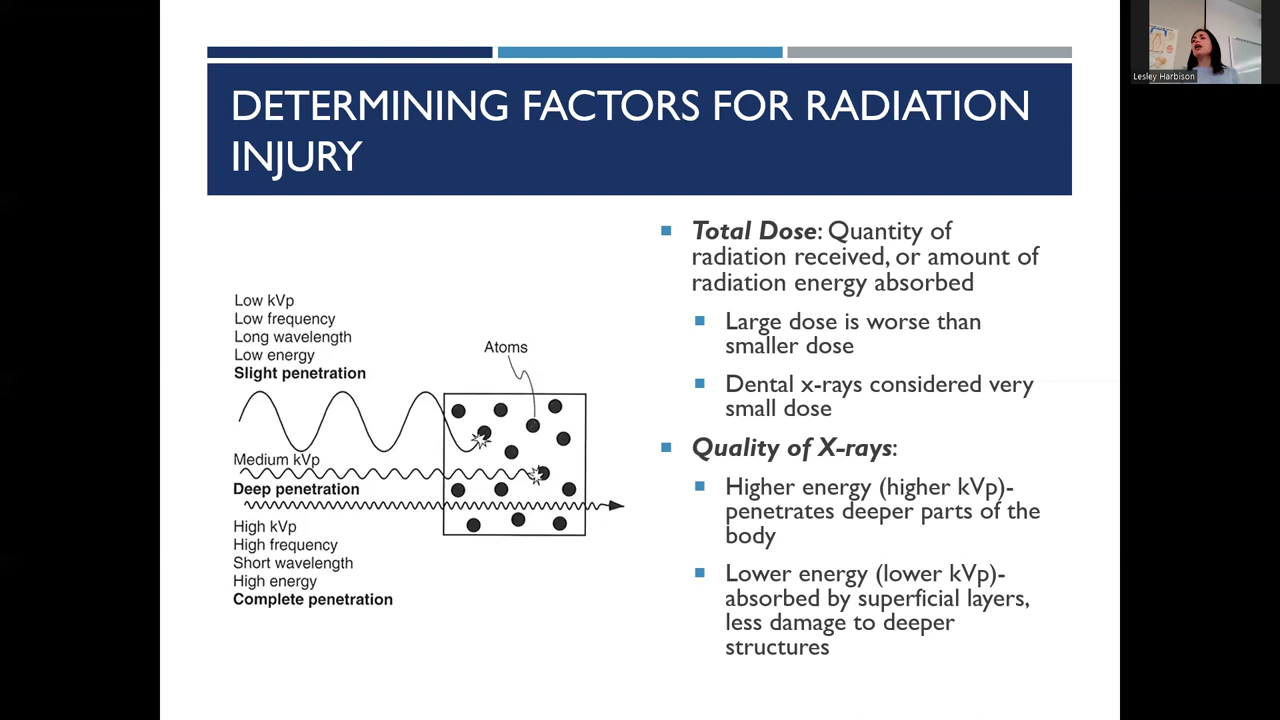 Lesley Harbison
DETERMINING FACTORS FOR RADIATION
INJURY
Low kVp
Low frequency
Long wavelength
Low energy
Slight penetration
Atoms
Medium kVp
Deep penetration
High kVp
High frequency
Short wavelength
High energy
Complete penetration
Total Dose: Quantity of
radiation received, or amount of
radiation energy absorbed
Large dose is worse than
smaller dose
Dental x-rays considered very
small dose
Quality of X-rays:
Higher energy (higher kVp)-
penetrates deeper parts of the
body
Lower energy (lower kVp)-
absorbed by superficial layers,
less damage to deeper
structures